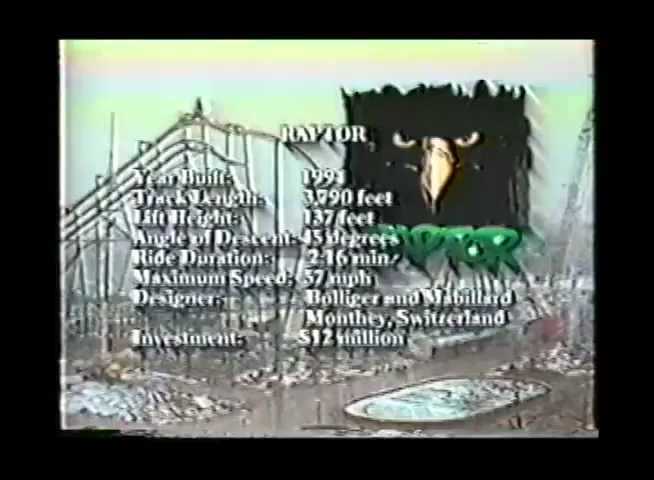 RAPTOR
Year Built: 1994
Track Length: 3,790 feet
Lift Height: 137 feet
Angle of Descent: 45 degrees
Ride Duration: 2:16 min.
Maximum Speed: 57 mph
Designer: Bolliger and Mabillard
Monthey, Switzerland
Investment: $12 million
RAPTOR